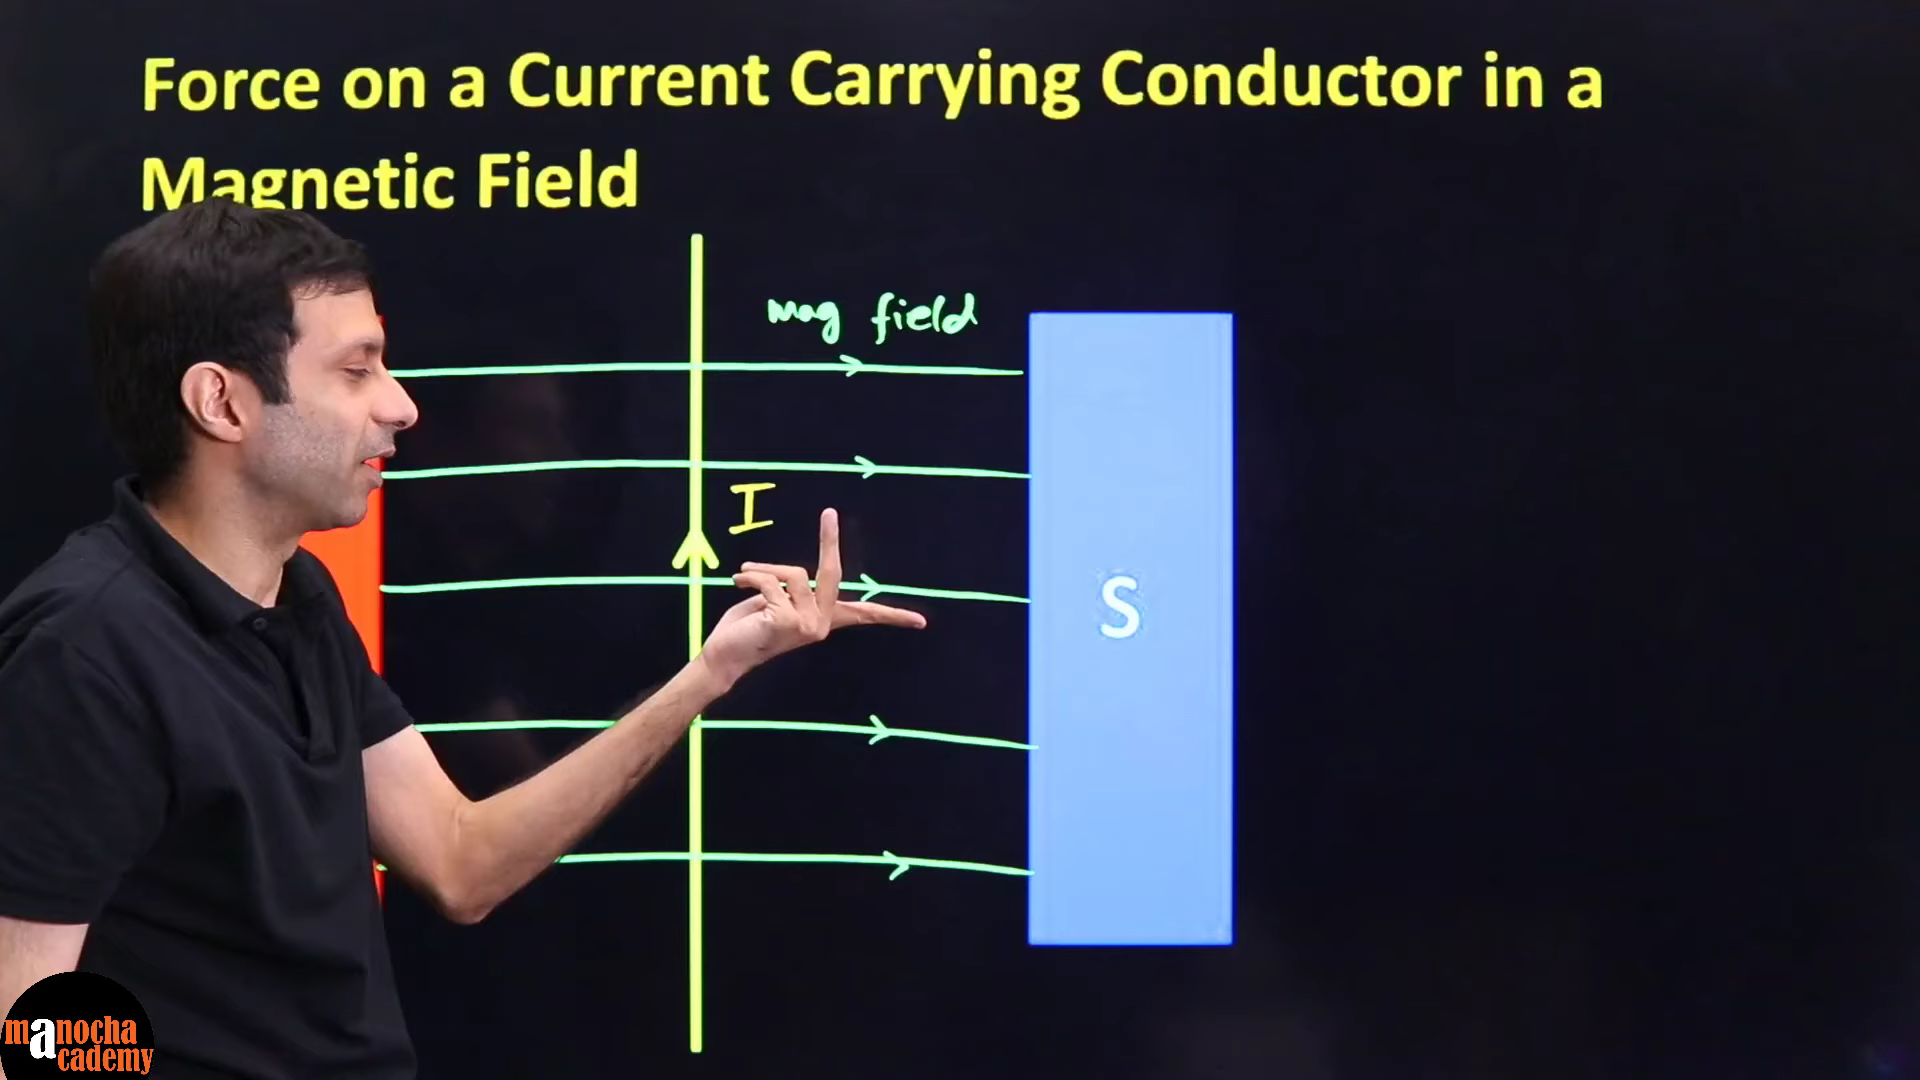 Force on a Current Carrying Conductor in a
Magnetic Field
mag field
I
S
manocha
academy